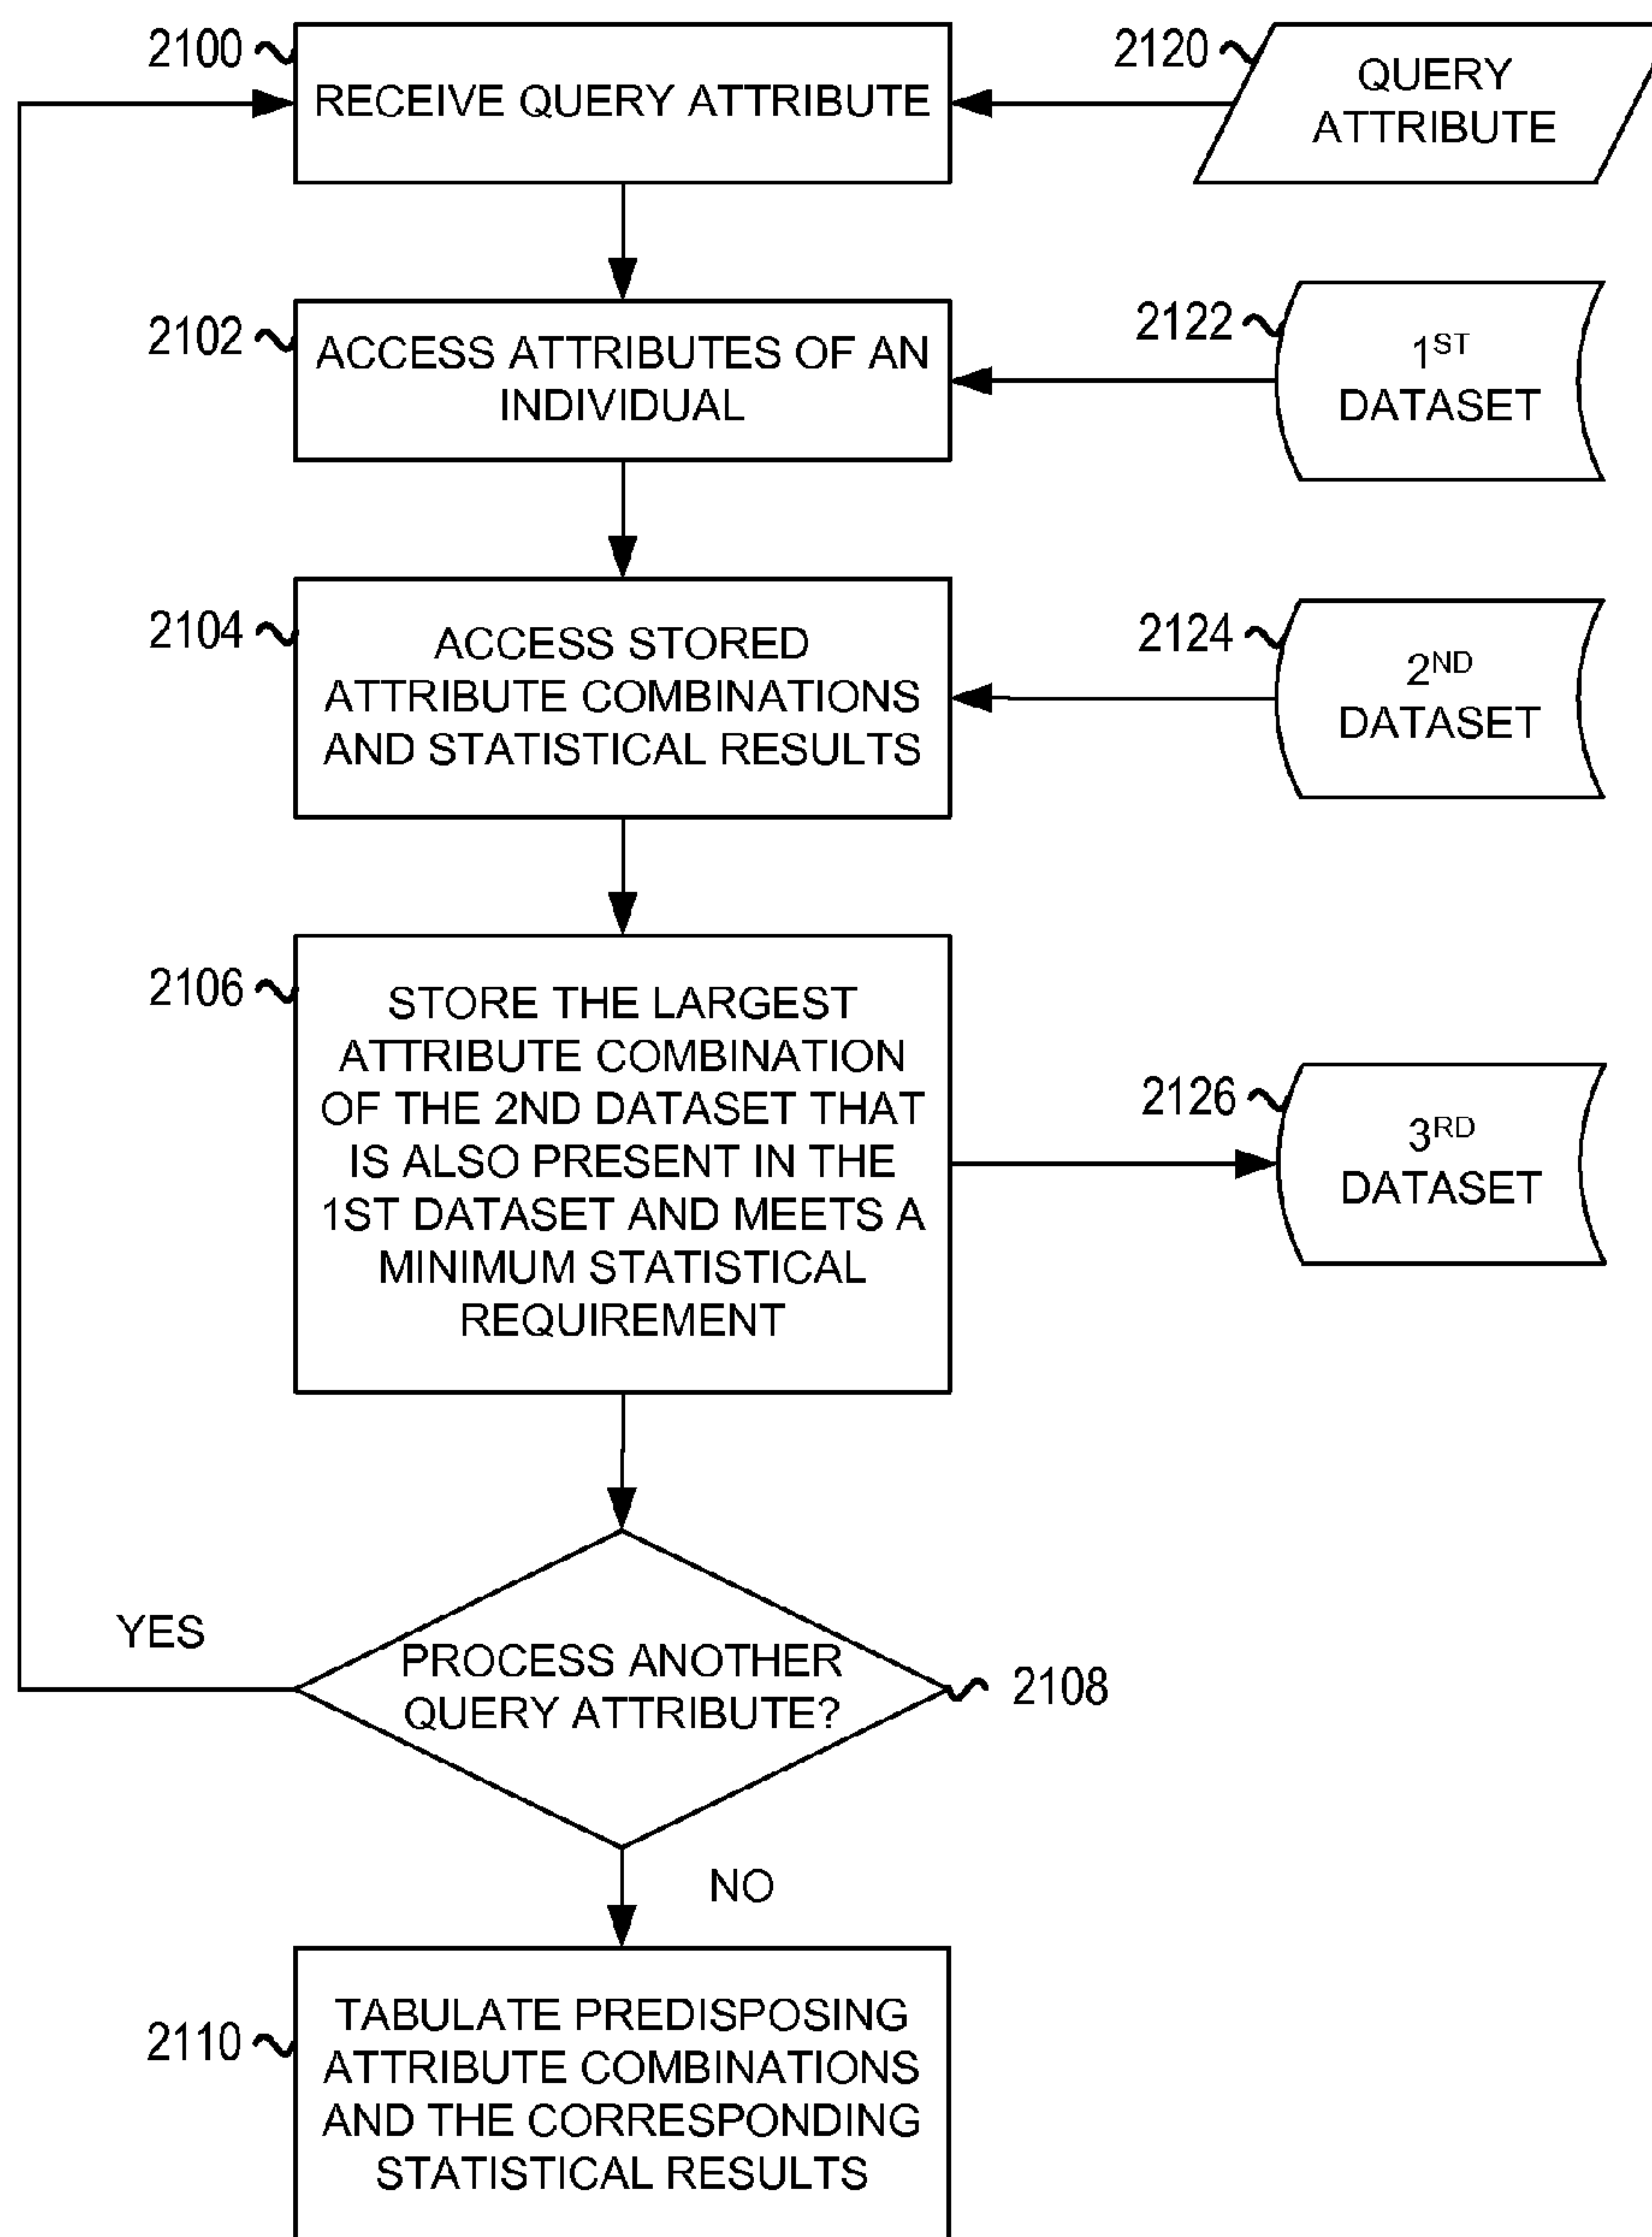 2100
RECEIVE QUERY ATTRIBUTE
2120
QUERY
ATTRIBUTE
2102
ACCESS ATTRIBUTES OF AN
INDIVIDUAL
2122
1ST
DATASET
2104
ACCESS STORED
ATTRIBUTE COMBINATIONS
AND STATISTICAL RESULTS
2124
2ND
DATASET
2106
STORE THE LARGEST
ATTRIBUTE COMBINATION
OF THE 2ND DATASET THAT
IS ALSO PRESENT IN THE
1ST DATASET AND MEETS A
MINIMUM STATISTICAL
REQUIREMENT
2126
3RD
DATASET
YES
PROCESS ANOTHER
QUERY ATTRIBUTE?
2108
NO
2110
TABULATE PREDISPOSING
ATTRIBUTE COMBINATIONS
AND THE CORRESPONDING
STATISTICAL RESULTS